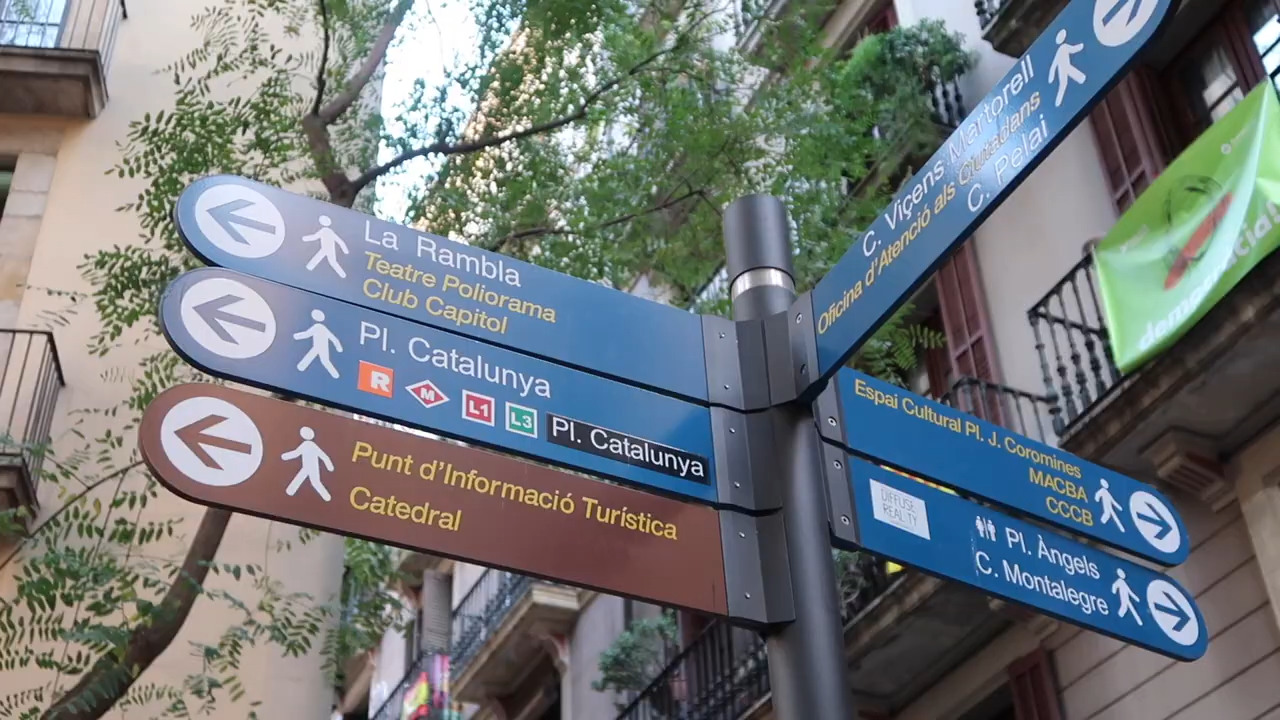 La Rambla
Teatre Poliorama
Club Capitol
Pl. Catalunya
R M L1 L3 Pl. Catalunya
Punt d'Informació Turística
Catedral
C. Viçens Martorell
Oficina d'Atenció als Ciutadans
C. Pelai
Espai Cultural Pl. J. Coromines
MACBA
CCCB
DIFFUSE
REALITY
Pl. Àngels
C. Montalegre